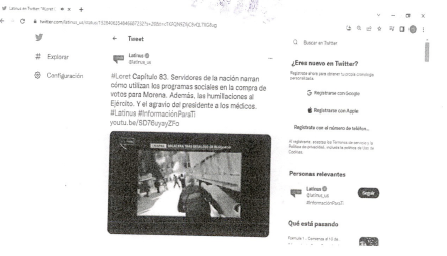 Latinus en Twitter: "#Loret
twitter.com/latinus_us/status/
Tweet
Latinus
@latinus_us
#Loret Capítulo 83. Servidores de la nación narran
cómo utilizan los programas sociales en la compra de
votos para Morena. Además, las humillaciones al
Ejército. Y el agravio del presidente a los médicos.
#Latinus #InformaciónParaTi
youtu.be/SD76uyayZFo
Explorar
Configuración
Buscar en Twitter
¿Eres nuevo en Twitter?
Regístrate ahora para obtener tu propia cronología
personalizada.
Registrarse con Google
Registrarse con Apple
Regístrate con el número de teléfon...
Al registrarte, aceptas los Términos de servicio y la
Política de privacidad, incluida la política de Uso de
Cookies.
Personas relevantes
Latinus
@latinus_us
#InformaciónParaTi
Seguir
Qué está pasando